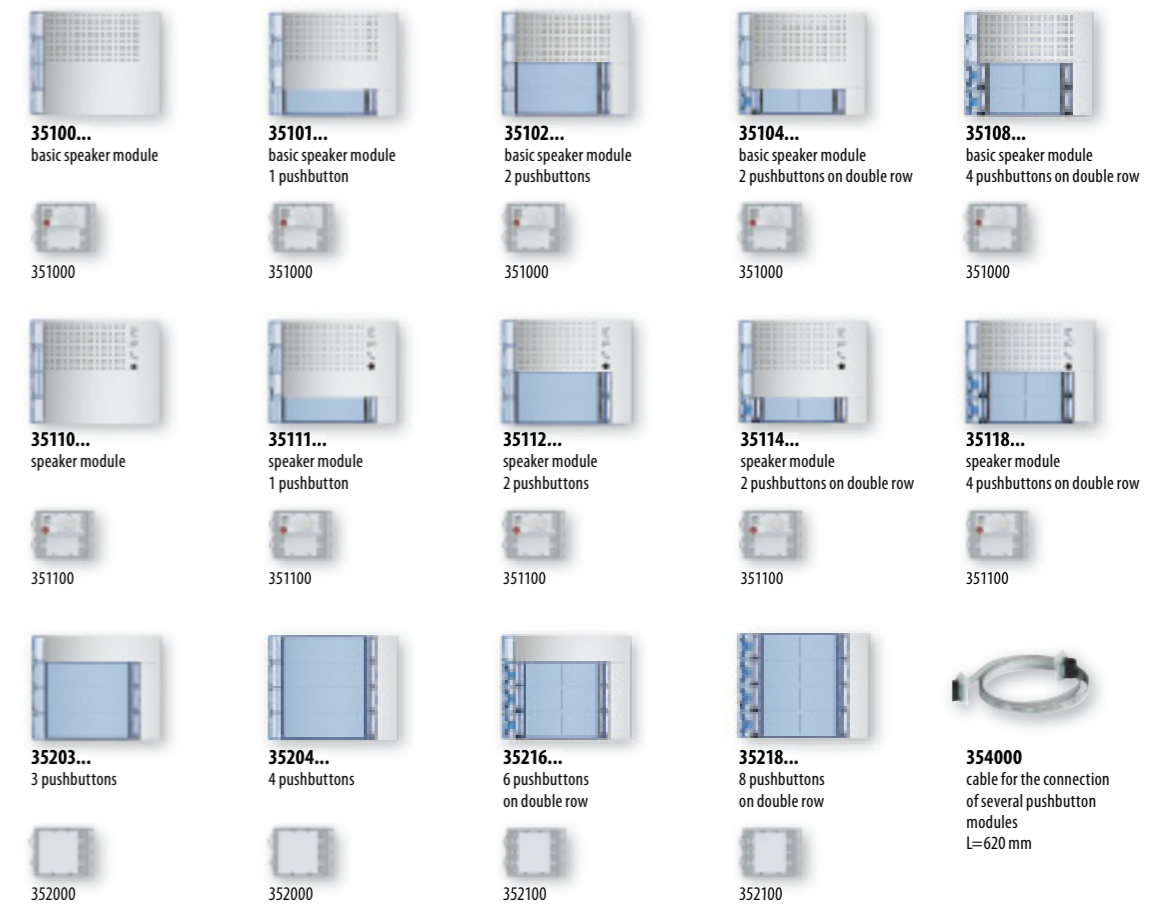 35100...
basic speaker module
351000
35101...
basic speaker module
1 pushbutton
351000
35102...
basic speaker module
2 pushbuttons
351000
35104...
basic speaker module
2 pushbuttons on double row
351000
35108...
basic speaker module
4 pushbuttons on double row
351000
35110...
speaker module
351100
35111...
speaker module
1 pushbutton
351100
35112...
speaker module
2 pushbuttons
351100
35114...
speaker module
2 pushbuttons on double row
351100
35118...
speaker module
4 pushbuttons on double row
351100
35203...
3 pushbuttons
352000
35204...
4 pushbuttons
352000
35216...
6 pushbuttons
on double row
352100
35218...
8 pushbuttons
on double row
352100
354000
cable for the connection
of several pushbutton
modules
L=620 mm